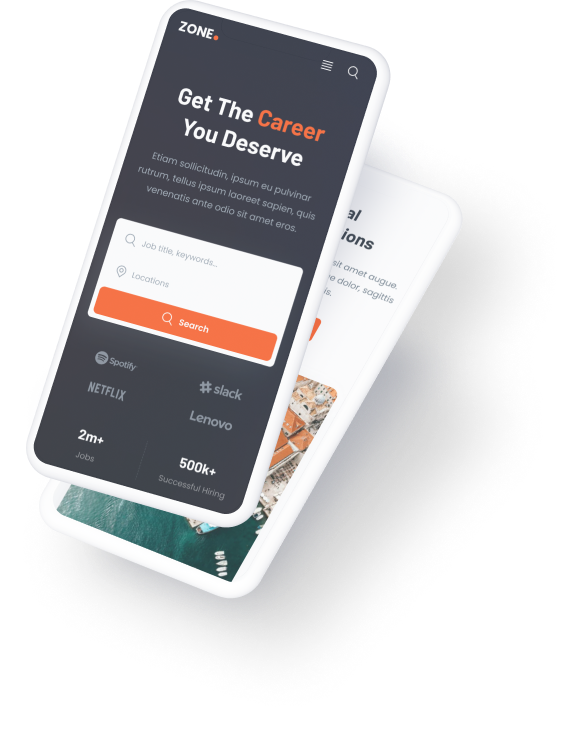 ZONE.
Get The Career
You Deserve
Etiam sollicitudin, ipsum eu pulvinar
rutrum, tellus ipsum laoreet sapien, quis
venenatis ante odio sit amet eros.
Job title, keywords...
Locations
Search
Spotify
slack
NETFLIX
Lenovo
2m+
Jobs
500k+
Successful Hiring
al
ions
sit amet augue.
e dolor, sagittis
is.